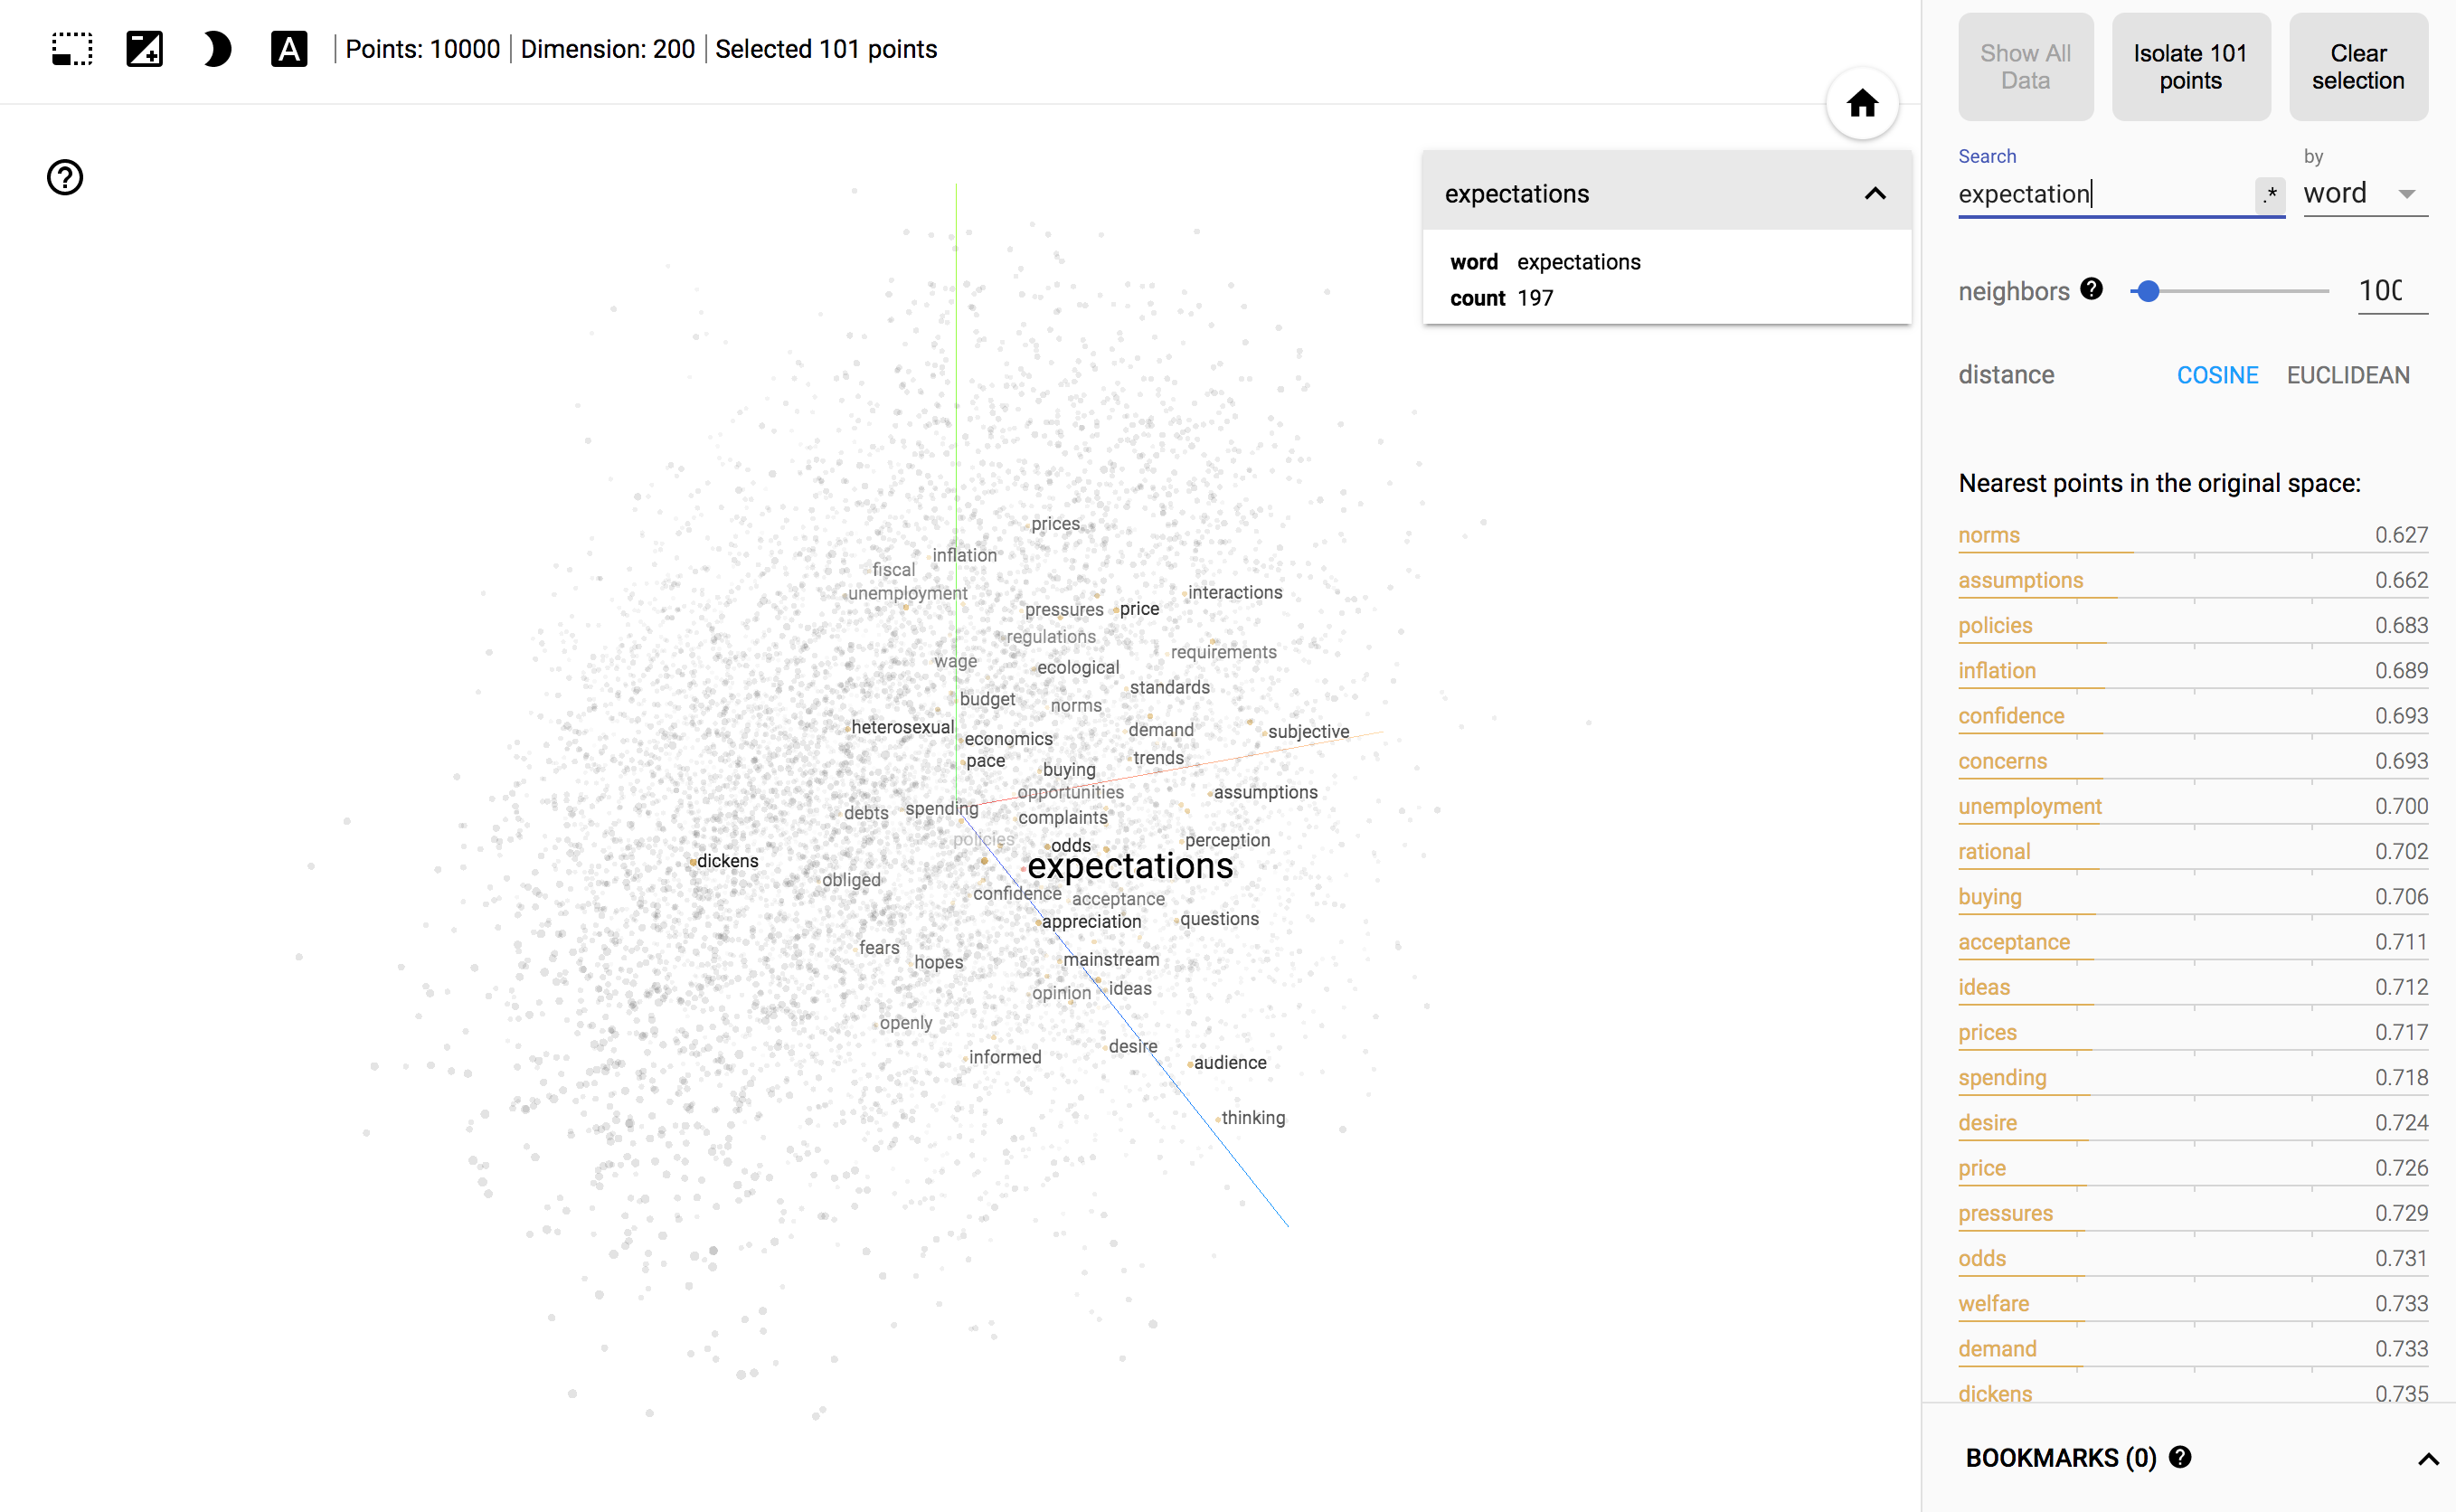 A
Points: 10000 | Dimension: 200 | Selected 101 points
expectations
word expectations
count 197
prices
inflation
fiscal
unemployment
interactions
pressures
price
regulations
requirements
wage
ecological
standards
budget
norms
heterosexual
demand
subjective
economics
trends
pace
buying
opportunities
assumptions
debts
spending
complaints
policies
odds
perception
dickens
expectations
obliged
confidence
acceptance
appreciation
questions
fears
hopes
mainstream
opinion
ideas
openly
informed
desire
audience
thinking
Show All
Data
Isolate 101
points
Clear
selection
Search
by
expectation
.*
word
neighbors ? 100
distance COSINE EUCLIDEAN
Nearest points in the original space:
norms 0.627
assumptions 0.662
policies 0.683
inflation 0.689
confidence 0.693
concerns 0.693
unemployment 0.700
rational 0.702
buying 0.706
acceptance 0.711
ideas 0.712
prices 0.717
spending 0.718
desire 0.724
price 0.726
pressures 0.729
odds 0.731
welfare 0.733
demand 0.733
dickens 0.735
BOOKMARKS (0) ?